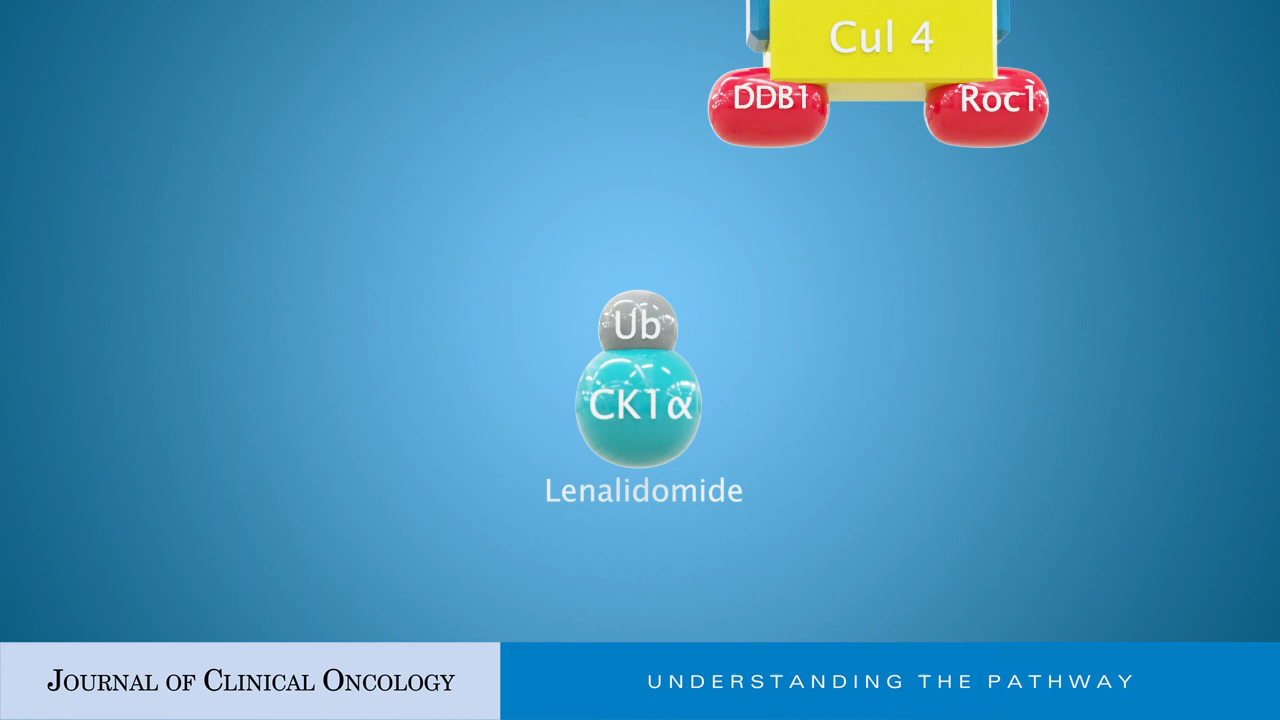 Cul 4
DDB1
Roc1
Ub
CK1α
Lenalidomide
JOURNAL OF CLINICAL ONCOLOGY
UNDERSTANDING THE PATHWAY